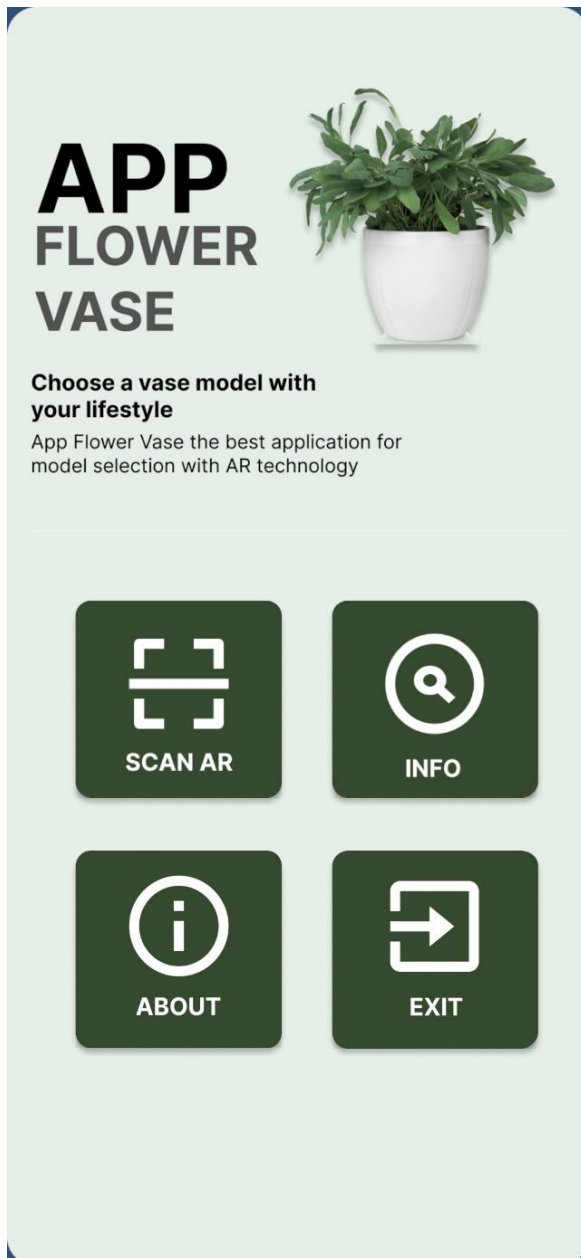 APP
FLOWER
VASE
Choose a vase model with
your lifestyle
App Flower Vase the best application for
model selection with AR technology
SCAN AR
INFO
ABOUT
EXIT